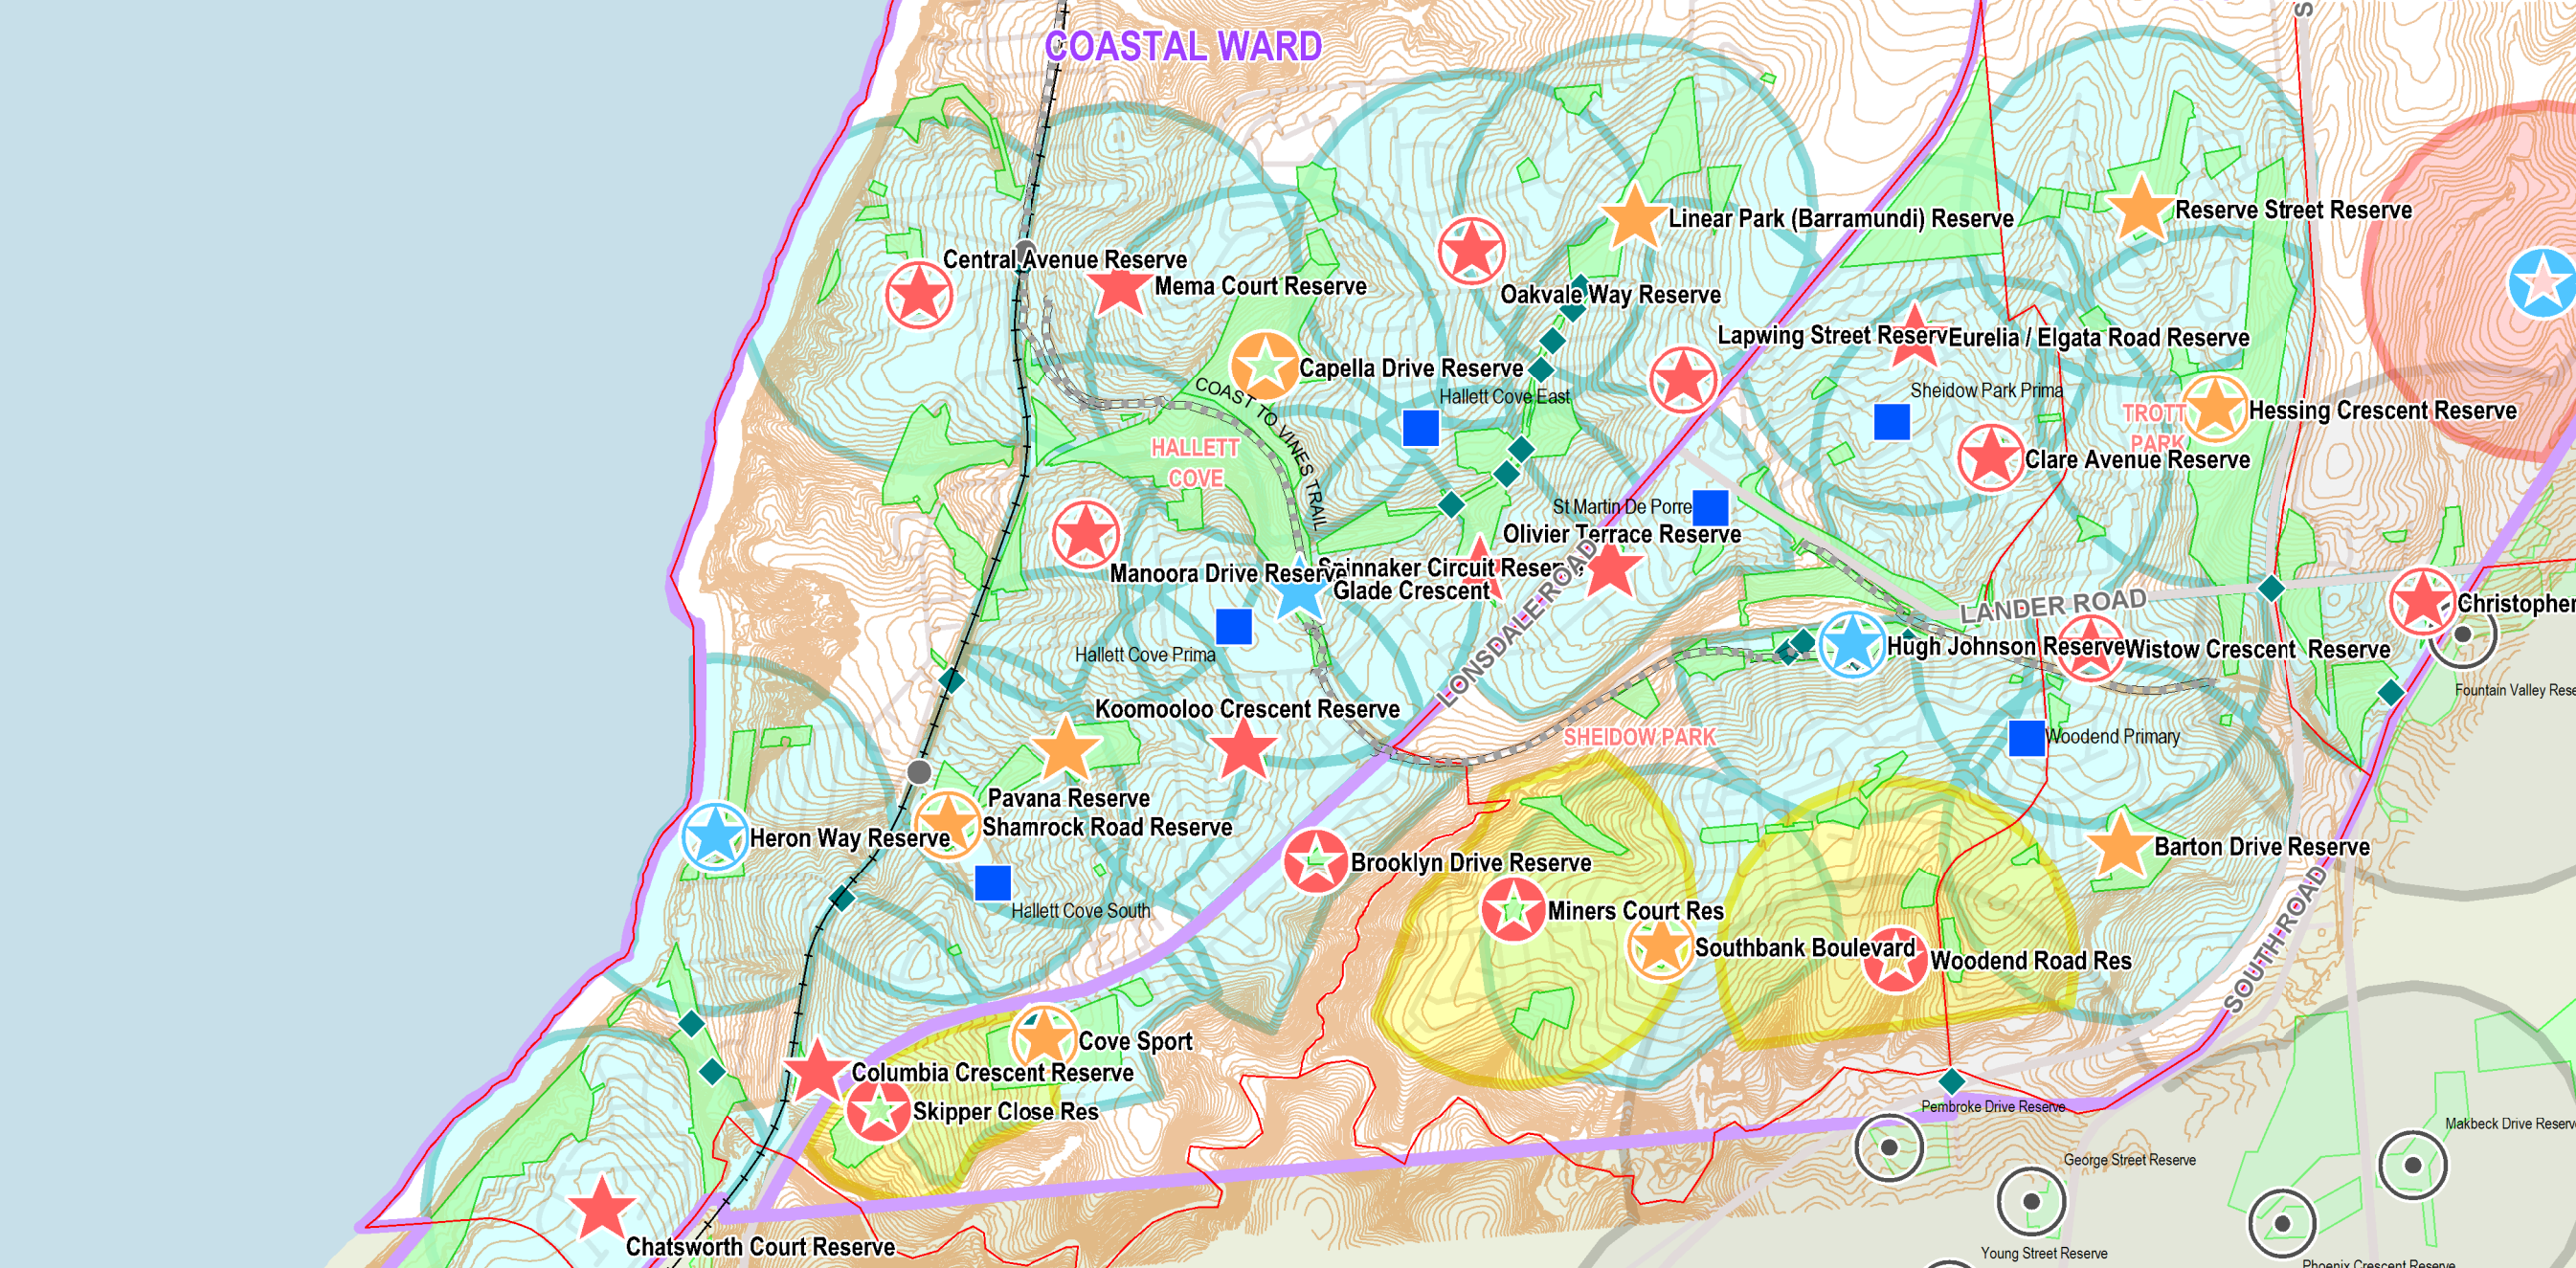 COASTAL WARD
S
Linear Park (Barramundi) Reserve
Reserve Street Reserve
Central Avenue Reserve
Mema Court Reserve
Oakvale Way Reserve
Lapwing Street Reserv
Eurelia / Elgata Road Reserve
Capella Drive Reserve
Hallett Cove East
Sheidow Park Prima
COAST TO VINES TRAIL
TROTT
PARK
Hessing Crescent Reserve
HALLETT
COVE
Clare Avenue Reserve
St Martin De Porre
Olivier Terrace Reserve
Manoora Drive Reserve
Spinnaker Circuit Reserv
Glade Crescent
LONSDALE ROAD
LANDER ROAD
Christopher
Hugh Johnson Reserve
Wistow Crescent Reserve
Hallett Cove Prima
Fountain Valley Rese
Koomooloo Crescent Reserve
SHEIDOW PARK
Woodend Primary
Pavana Reserve
Shamrock Road Reserve
Heron Way Reserve
Barton Drive Reserve
Brooklyn Drive Reserve
Hallett Cove South
Miners Court Res
Southbank Boulevard
Woodend Road Res
SOUTH ROAD
Cove Sport
Columbia Crescent Reserve
Skipper Close Res
Pembroke Drive Reserve
Makbeck Drive Reserv
George Street Reserve
Chatsworth Court Reserve
Young Street Reserve
Phoenix Crescent Reserve